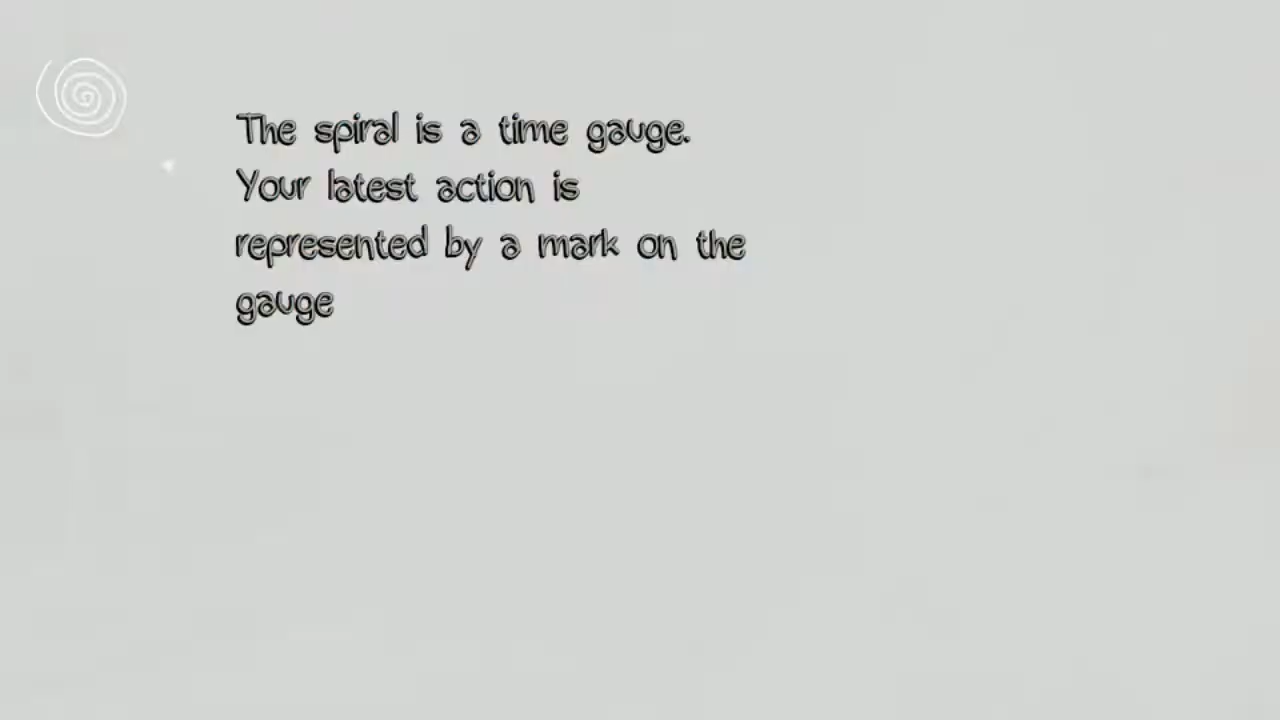 The spiral is a time gauge.
Your latest action is
represented by a mark on the
gauge